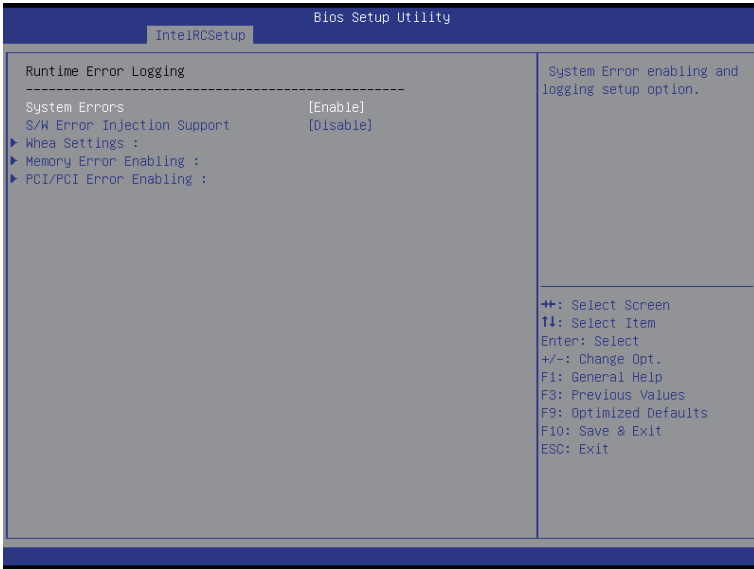 Bios Setup Utility
IntelRCSetup
Runtime Error Logging
-------------------------------------------------
System Errors [Enable]
S/W Error Injection Support [Disable]
Whea Settings :
Memory Error Enabling :
PCI/PCI Error Enabling :
System Error enabling and
logging setup option.
→←: Select Screen
↑↓: Select Item
Enter: Select
+/-: Change Opt.
F1: General Help
F3: Previous Values
F9: Optimized Defaults
F10: Save & Exit
ESC: Exit